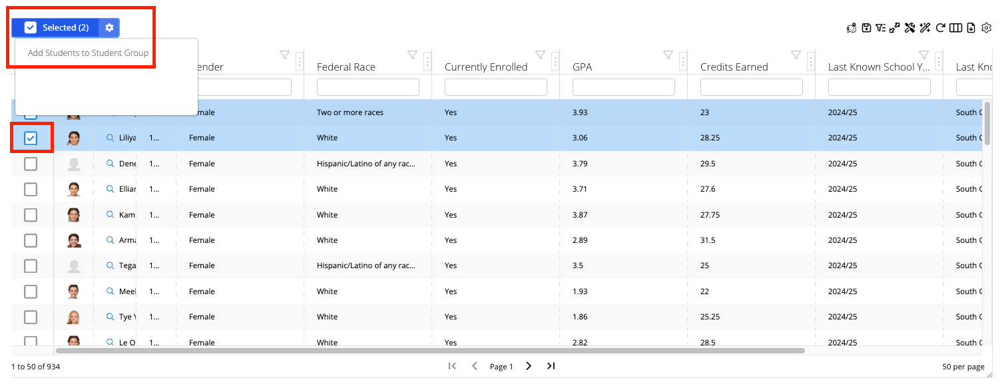 Selected (2)
Add Students to Student Group
ender Federal Race Currently Enrolled GPA Credits Earned Last Known School Y... Last Kno
male Two or more races Yes 3.93 23 2024/25 South C
Liliya 1... Female White Yes 3.06 28.25 2024/25 South C
Dene 1... Female Hispanic/Latino of any rac... Yes 3.79 29.5 2024/25 South C
Ellian 1... Female White Yes 3.71 27.6 2024/25 South C
Kam 1... Female White Yes 3.87 27.75 2024/25 South C
Arma 1... Female White Yes 2.89 31.5 2024/25 South C
Tega 1... Female Hispanic/Latino of any rac... Yes 3.5 25 2024/25 South C
Meel 1... Female White Yes 1.93 22 2024/25 South C
Tye Y 1... Female White Yes 1.86 25.25 2024/25 South C
Le O 1... Female White Yes 2.82 28.5 2024/25 South C
1 to 50 of 934 Page 1 50 per page